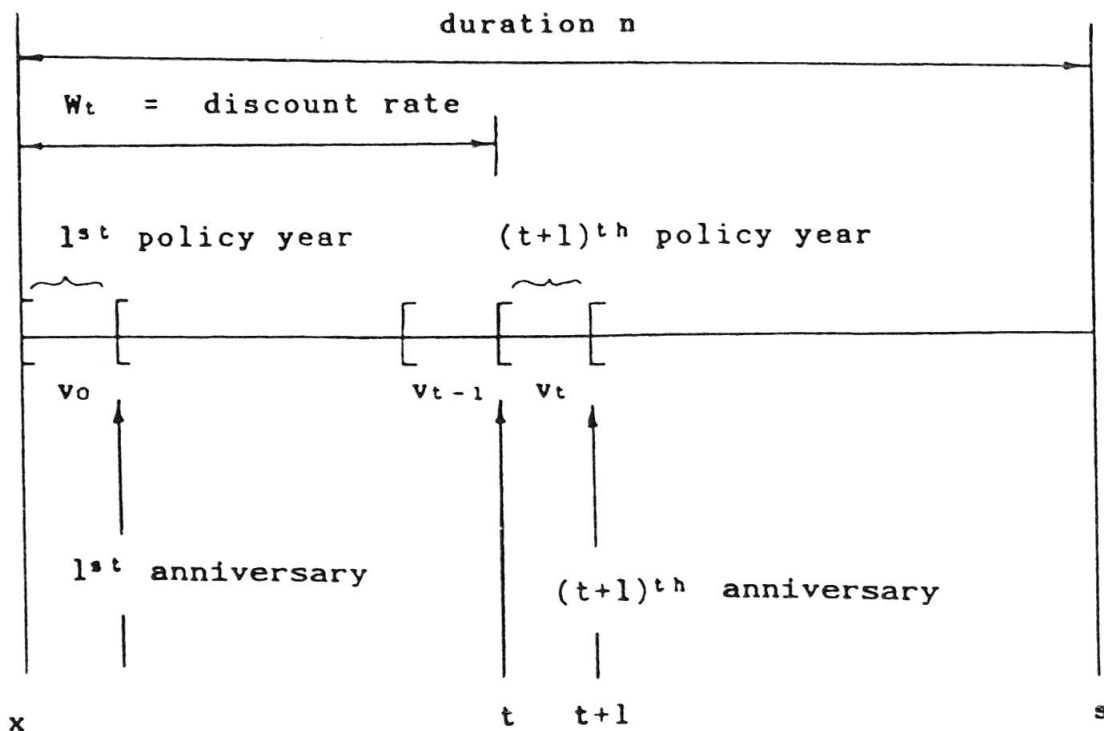 duration n
Wt = discount rate
1st policy year (t+1)th policy year
v0 vt-1 vt
1st anniversary
(t+1)th anniversary
x t t+1 s